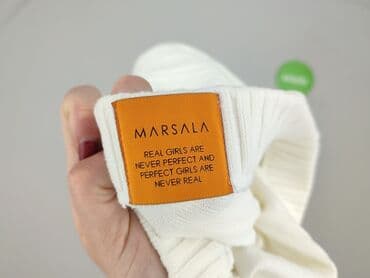 MARSALA
REAL GIRLS ARE
NEVER PERFECT AND
PERFECT GIRLS ARE
NEVER REAL